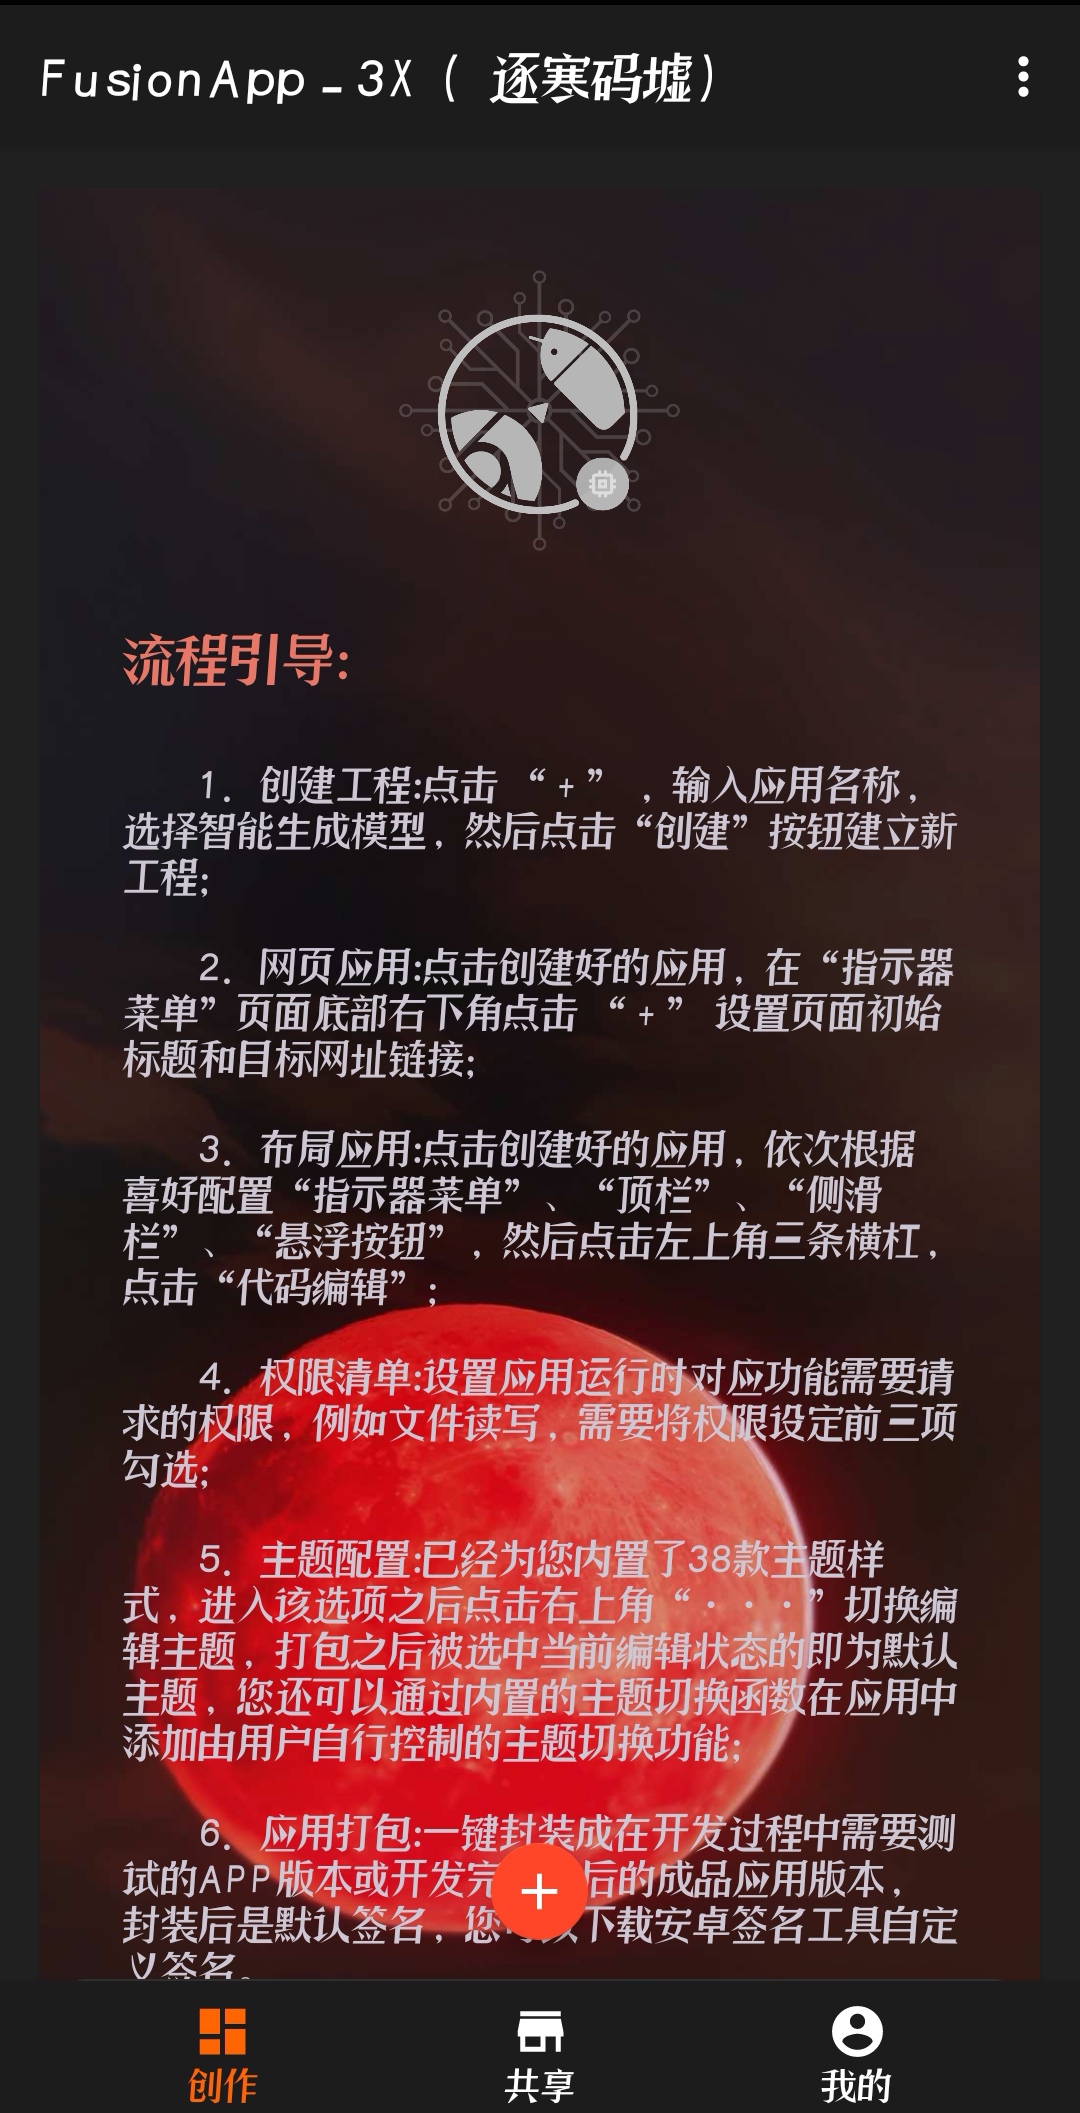 FusionApp-3X（ 逐寒码墟）
流程引导:
1. 创建工程:点击 “+” ，输入应用名称，
选择智能生成模型，然后点击“创建”按钮建立新
工程；
2. 网页应用:点击创建好的应用，在“指示器
菜单”页面底部右下角点击 “+” 设置页面初始
标题和目标网址链接；
3. 布局应用:点击创建好的应用，依次根据
喜好配置“指示器菜单”、“顶栏”、“侧滑
栏”、“悬浮按钮”，然后点击左上角三条横杠，
点击“代码编辑”；
4. 权限清单:设置应用运行时对应功能需要请
求的权限，例如文件读写，需要将权限设定前三项
勾选；
5. 主题配置:已经为您内置了38款主题样
式，进入该选项之后点击右上角“···”切换编
辑主题，打包之后被选中当前编辑状态的即为默认
主题，您还可以通过内置的主题切换函数在应用中
添加由用户自行控制的主题切换功能；
6. 应用打包:一键封装成在开发过程中需要测
试的APP版本或开发完 后的成品应用版本，
封装后是默认签名，您 下载安卓签名工具自定
义签名。
创作
共享
我的